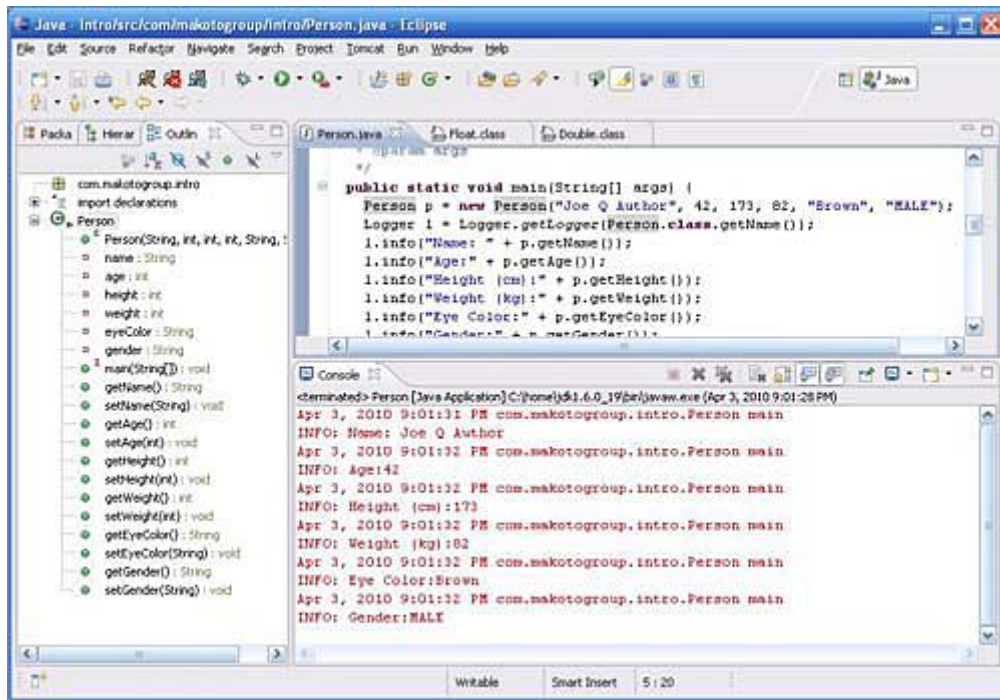 Java - Intro/src/com/makotogroup/intro/Person.java - Eclipse
File Edit Source Refactor Navigate Search Project Tomcat Run Window Help
Java
Packa Hierar Outlin
com.makotogroup.intro
import declarations
Person
Person(String, int, int, int, String, S
name : String
age : int
height : int
weight : int
eyeColor : String
gender : String
main(String[]) : void
getName() : String
setName(String) : void
getAge() : int
setAge(int) : void
getHeight() : int
setHeight(int) : void
getWeight() : int
setWeight(int) : void
getEyeColor() : String
setEyeColor(String) : void
getGender() : String
setGender(String) : void
Person.java Float.class Double.class
* @param args
*/
public static void main(String[] args) {
Person p = new Person("Joe Q Author", 42, 173, 82, "Brown", "MALE");
Logger l = Logger.getLogger(Person.class.getName());
l.info("Name: " + p.getName());
l.info("Age:" + p.getAge());
l.info("Height (cm):" + p.getHeight());
l.info("Weight (kg):" + p.getWeight());
l.info("Eye Color:" + p.getEyeColor());
l.info("Gender:" + p.getGender());
Console
<terminated> Person [Java Application] C:\home\jdk1.6.0_19\bin\javaw.exe (Apr 3, 2010 9:01:28 PM)
Apr 3, 2010 9:01:31 PM com.makotogroup.intro.Person main
INFO: Name: Joe Q Author
Apr 3, 2010 9:01:32 PM com.makotogroup.intro.Person main
INFO: Age:42
Apr 3, 2010 9:01:32 PM com.makotogroup.intro.Person main
INFO: Height (cm):173
Apr 3, 2010 9:01:32 PM com.makotogroup.intro.Person main
INFO: Weight (kg):82
Apr 3, 2010 9:01:32 PM com.makotogroup.intro.Person main
INFO: Eye Color:Brown
Apr 3, 2010 9:01:32 PM com.makotogroup.intro.Person main
INFO: Gender:MALE
Writable Smart Insert 5 : 20